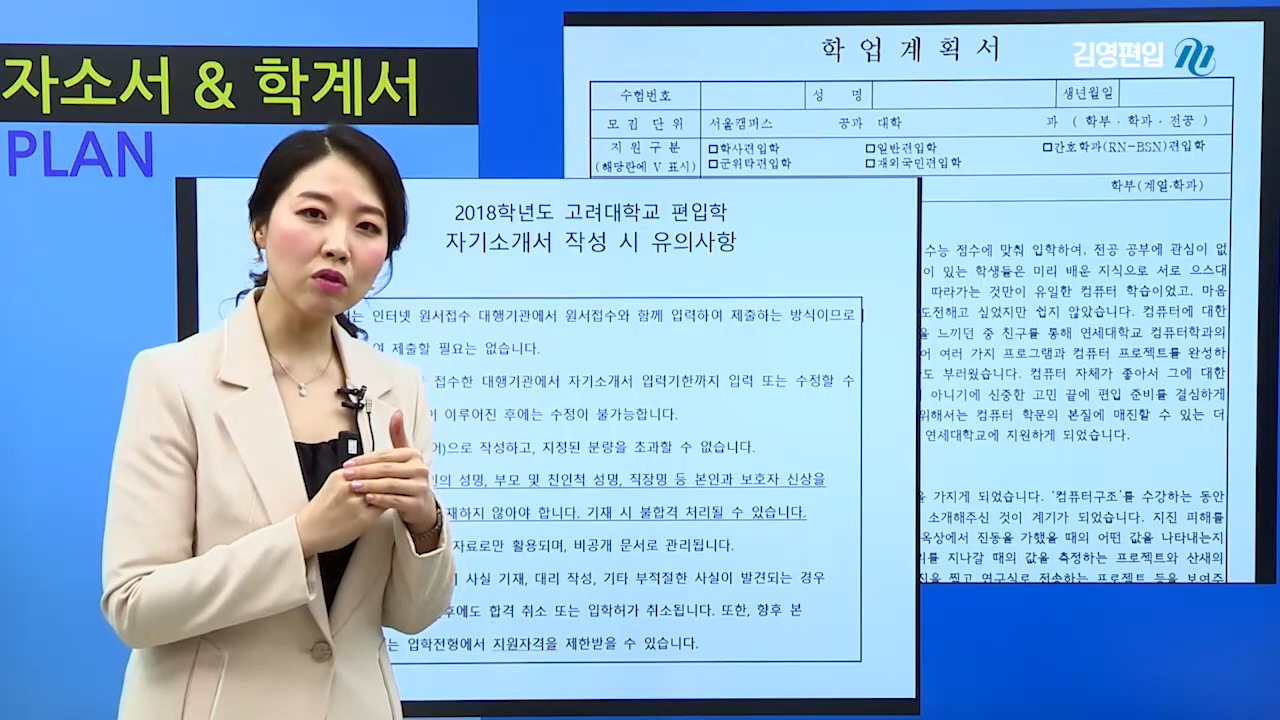 자소서 & 학계서
PLAN
김영편입
학 업 계 획 서
수험번호
성 명
생년월일
모 집 단 위
서울캠퍼스 공과 대학 과 ( 학부 · 학과 · 전공 )
지 원 구 분
(해당란에 V 표시)
□학사편입학 □일반편입학 □간호학과(RN-BSN)편입학
□군위탁편입학 □재외국민편입학
학부(계열·학과)
수능 점수에 맞춰 입학하여, 전공 공부에 관심이 없
이 있는 학생들은 미리 배운 지식으로 서로 으스대
따라가는 것만이 유일한 컴퓨터 학습이었고, 마음
도전해고 싶었지만 쉽지 않았습니다. 컴퓨터에 대한
느끼던 중 친구를 통해 연세대학교 컴퓨터학과의
여러 가지 프로그램과 컴퓨터 프로젝트를 완성하
부러웠습니다. 컴퓨터 자체가 좋아서 그에 대한
아니기에 신중한 고민 끝에 편입 준비를 결심하게
위해서는 컴퓨터 학문의 본질에 매진할 수 있는 더
연세대학교에 지원하게 되었습니다.
을 가지게 되었습니다. '컴퓨터구조'를 수강하는 동안
소개해주신 것이 계기가 되었습니다. 지진 피해를
옥상에서 진동을 가했을 때의 어떤 값을 나타내는지
를 지나갈 때의 값을 측정하는 프로젝트와 산새의
찍고 연구실로 전송하는 프로젝트 등을 보여주
2018학년도 고려대학교 편입학
자기소개서 작성 시 유의사항
는 인터넷 원서접수 대행기관에서 원서접수와 함께 입력하여 제출하는 방식이므로
여 제출할 필요는 없습니다.
접수한 대행기관에서 자기소개서 입력기한까지 입력 또는 수정할 수
이 이루어진 후에는 수정이 불가능합니다.
어)으로 작성하고, 지정된 분량을 초과할 수 없습니다.
인의 성명, 부모 및 친인척 성명, 직장명 등 본인과 보호자 신상을
재하지 않아야 합니다. 기재 시 불합격 처리될 수 있습니다.
자료로만 활용되며, 비공개 문서로 관리됩니다.
사실 기재, 대리 작성, 기타 부적절한 사실이 발견되는 경우
후에도 합격 취소 또는 입학허가 취소됩니다. 또한, 향후 본
는 입학전형에서 지원자격을 제한받을 수 있습니다.